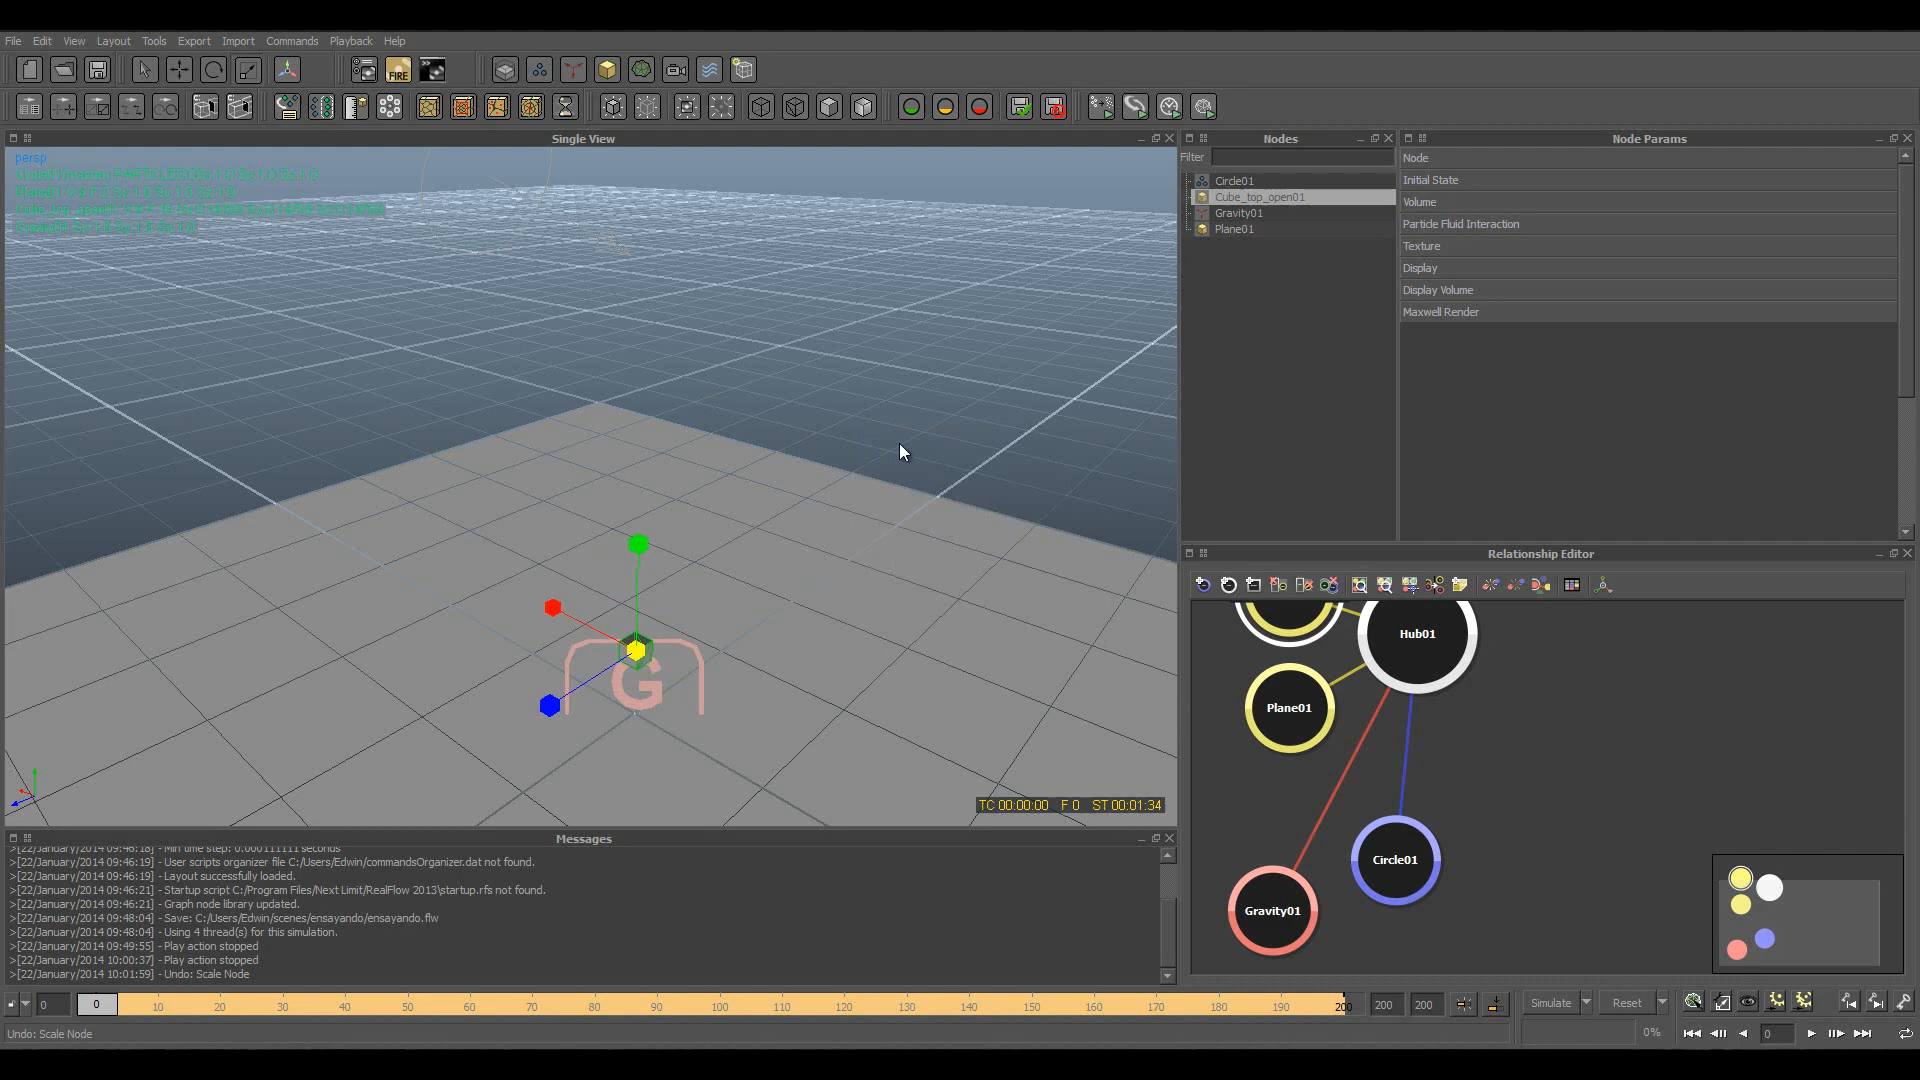 File Edit View Layout Tools Export Import Commands Playback Help
FIRE
Single View
Nodes
Node Params
persp
Filter
Circle01
Cube_top_open01
Gravity01
Plane01
Node
Initial State
Volume
Particle Fluid Interaction
Texture
Display
Display Volume
Maxwell Render
G
TC 00:00:00 F 0 ST 00:01:34
Relationship Editor
Hub01
Plane01
Circle01
Gravity01
Messages
>[22/January/2014 09:46:18] - Min time step: 0.000111111 seconds
>[22/January/2014 09:46:19] - User scripts organizer file C:/Users/Edwin/commandsOrganizer.dat not found.
>[22/January/2014 09:46:19] - Layout successfully loaded.
>[22/January/2014 09:46:21] - Startup script C:/Program Files/Next Limit/RealFlow 2013\startup.rfs not found.
>[22/January/2014 09:46:21] - Graph node library updated.
>[22/January/2014 09:48:04] - Save: C:/Users/Edwin/scenes/ensayando/ensayando.flw
>[22/January/2014 09:48:04] - Using 4 thread(s) for this simulation.
>[22/January/2014 09:49:55] - Play action stopped
>[22/January/2014 10:00:37] - Play action stopped
>[22/January/2014 10:01:59] - Undo: Scale Node
0 0 10 20 30 40 50 60 70 80 90 100 110 120 130 140 150 160 170 180 190 200 200 200
Simulate Reset
Undo: Scale Node
0% 0